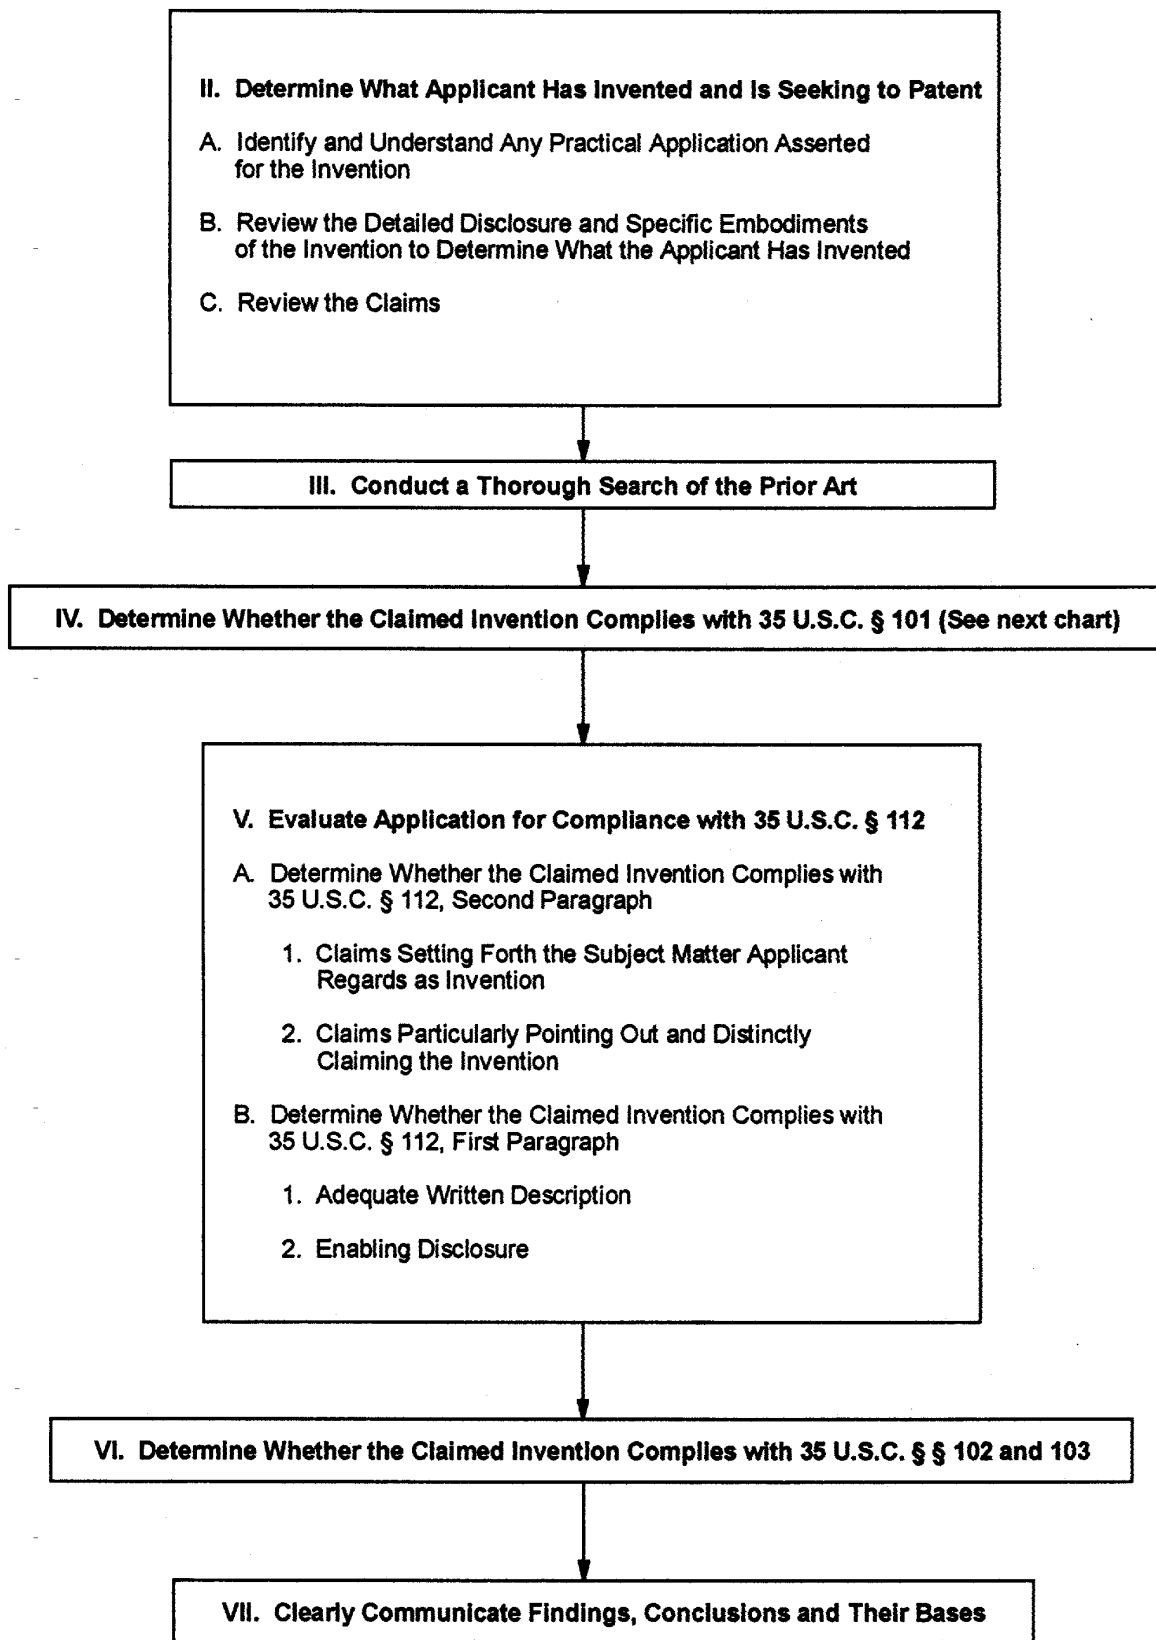 II. Determine What Applicant Has Invented and Is Seeking to Patent
A. Identify and Understand Any Practical Application Asserted
for the Invention
B. Review the Detailed Disclosure and Specific Embodiments
of the Invention to Determine What the Applicant Has Invented
C. Review the Claims
III. Conduct a Thorough Search of the Prior Art
IV. Determine Whether the Claimed Invention Complies with 35 U.S.C. § 101 (See next chart)
V. Evaluate Application for Compliance with 35 U.S.C. § 112
A. Determine Whether the Claimed Invention Complies with
35 U.S.C. § 112, Second Paragraph
1. Claims Setting Forth the Subject Matter Applicant
Regards as Invention
2. Claims Particularly Pointing Out and Distinctly
Claiming the Invention
B. Determine Whether the Claimed Invention Complies with
35 U.S.C. § 112, First Paragraph
1. Adequate Written Description
2. Enabling Disclosure
VI. Determine Whether the Claimed Invention Complies with 35 U.S.C. § § 102 and 103
VII. Clearly Communicate Findings, Conclusions and Their Bases